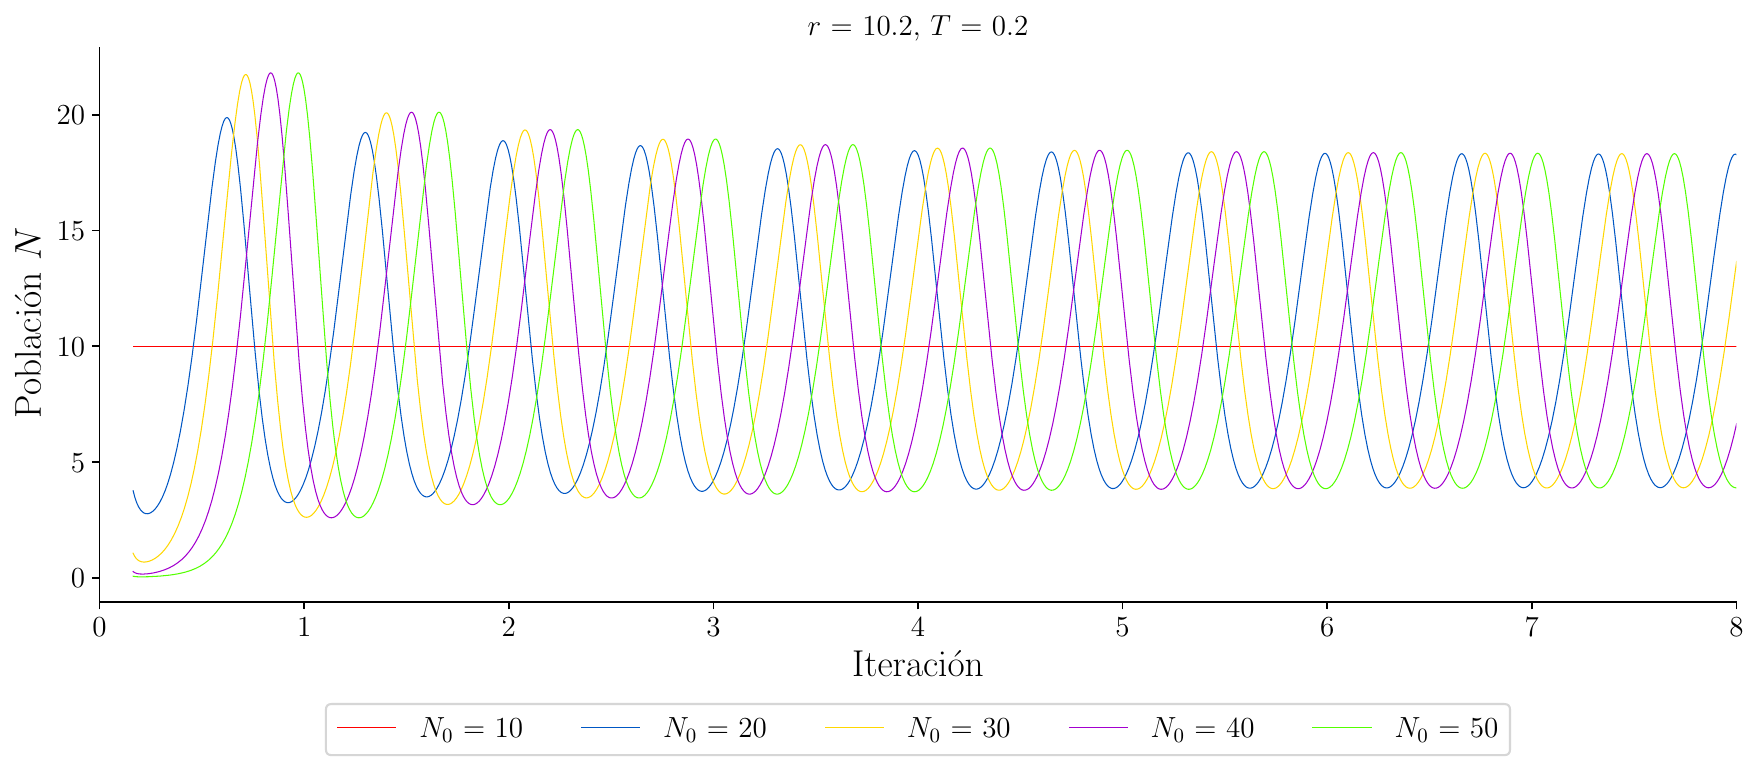 r = 10.2, T = 0.2
Población N
20
15
10
5
0
0 1 2 3 4 5 6 7 8
Iteración
N₀ = 10 N₀ = 20 N₀ = 30 N₀ = 40 N₀ = 50